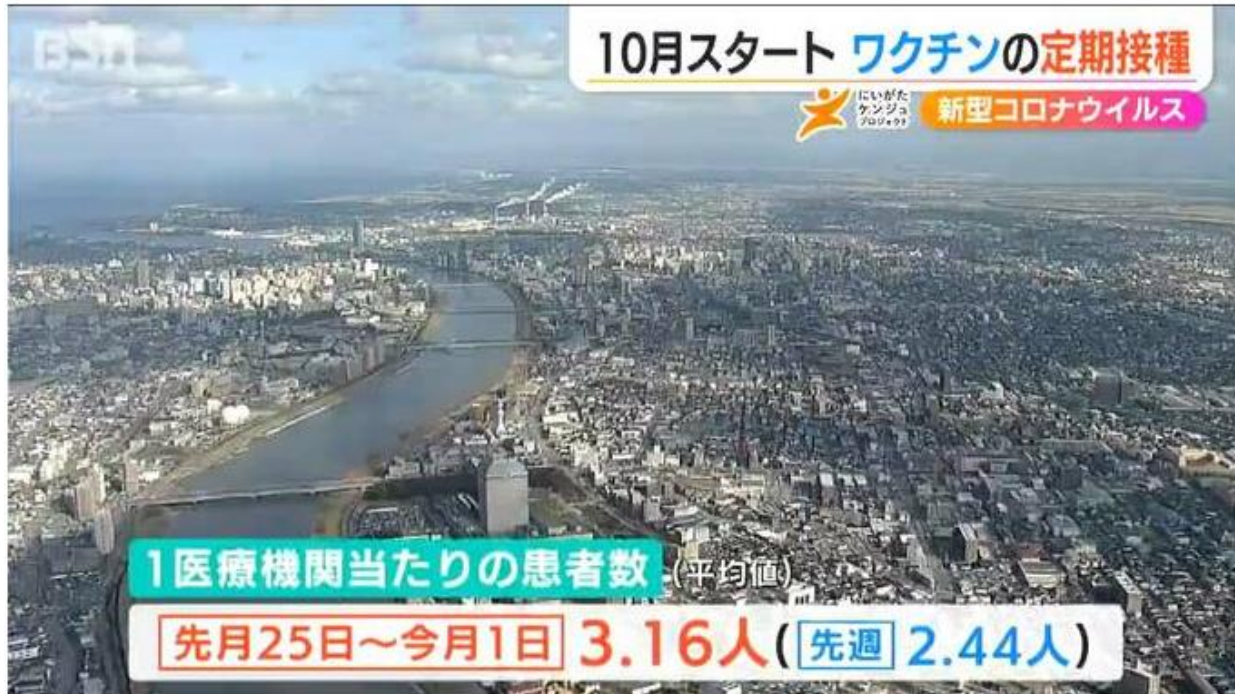 BSN
10月スタート ワクチンの定期接種
にいがた
ケンジュ
プロジェクト
新型コロナウイルス
1医療機関当たりの患者数 (平均値)
先月25日～今月1日 3.16人(先週 2.44人)